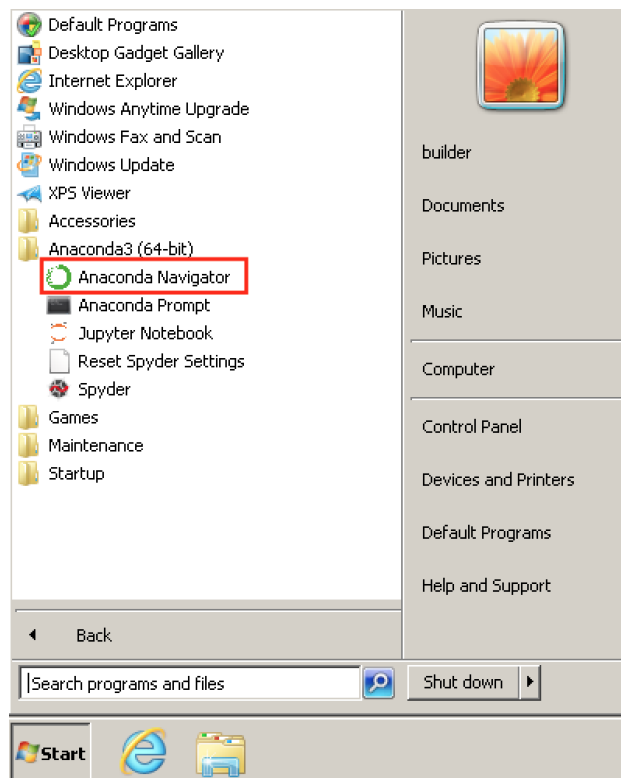 Default Programs
Desktop Gadget Gallery
Internet Explorer
Windows Anytime Upgrade
Windows Fax and Scan
Windows Update
XPS Viewer
Accessories
Anaconda3 (64-bit)
Anaconda Navigator
Anaconda Prompt
Jupyter Notebook
Reset Spyder Settings
Spyder
Games
Maintenance
Startup
Back
Search programs and files
builder
Documents
Pictures
Music
Computer
Control Panel
Devices and Printers
Default Programs
Help and Support
Shut down
Start